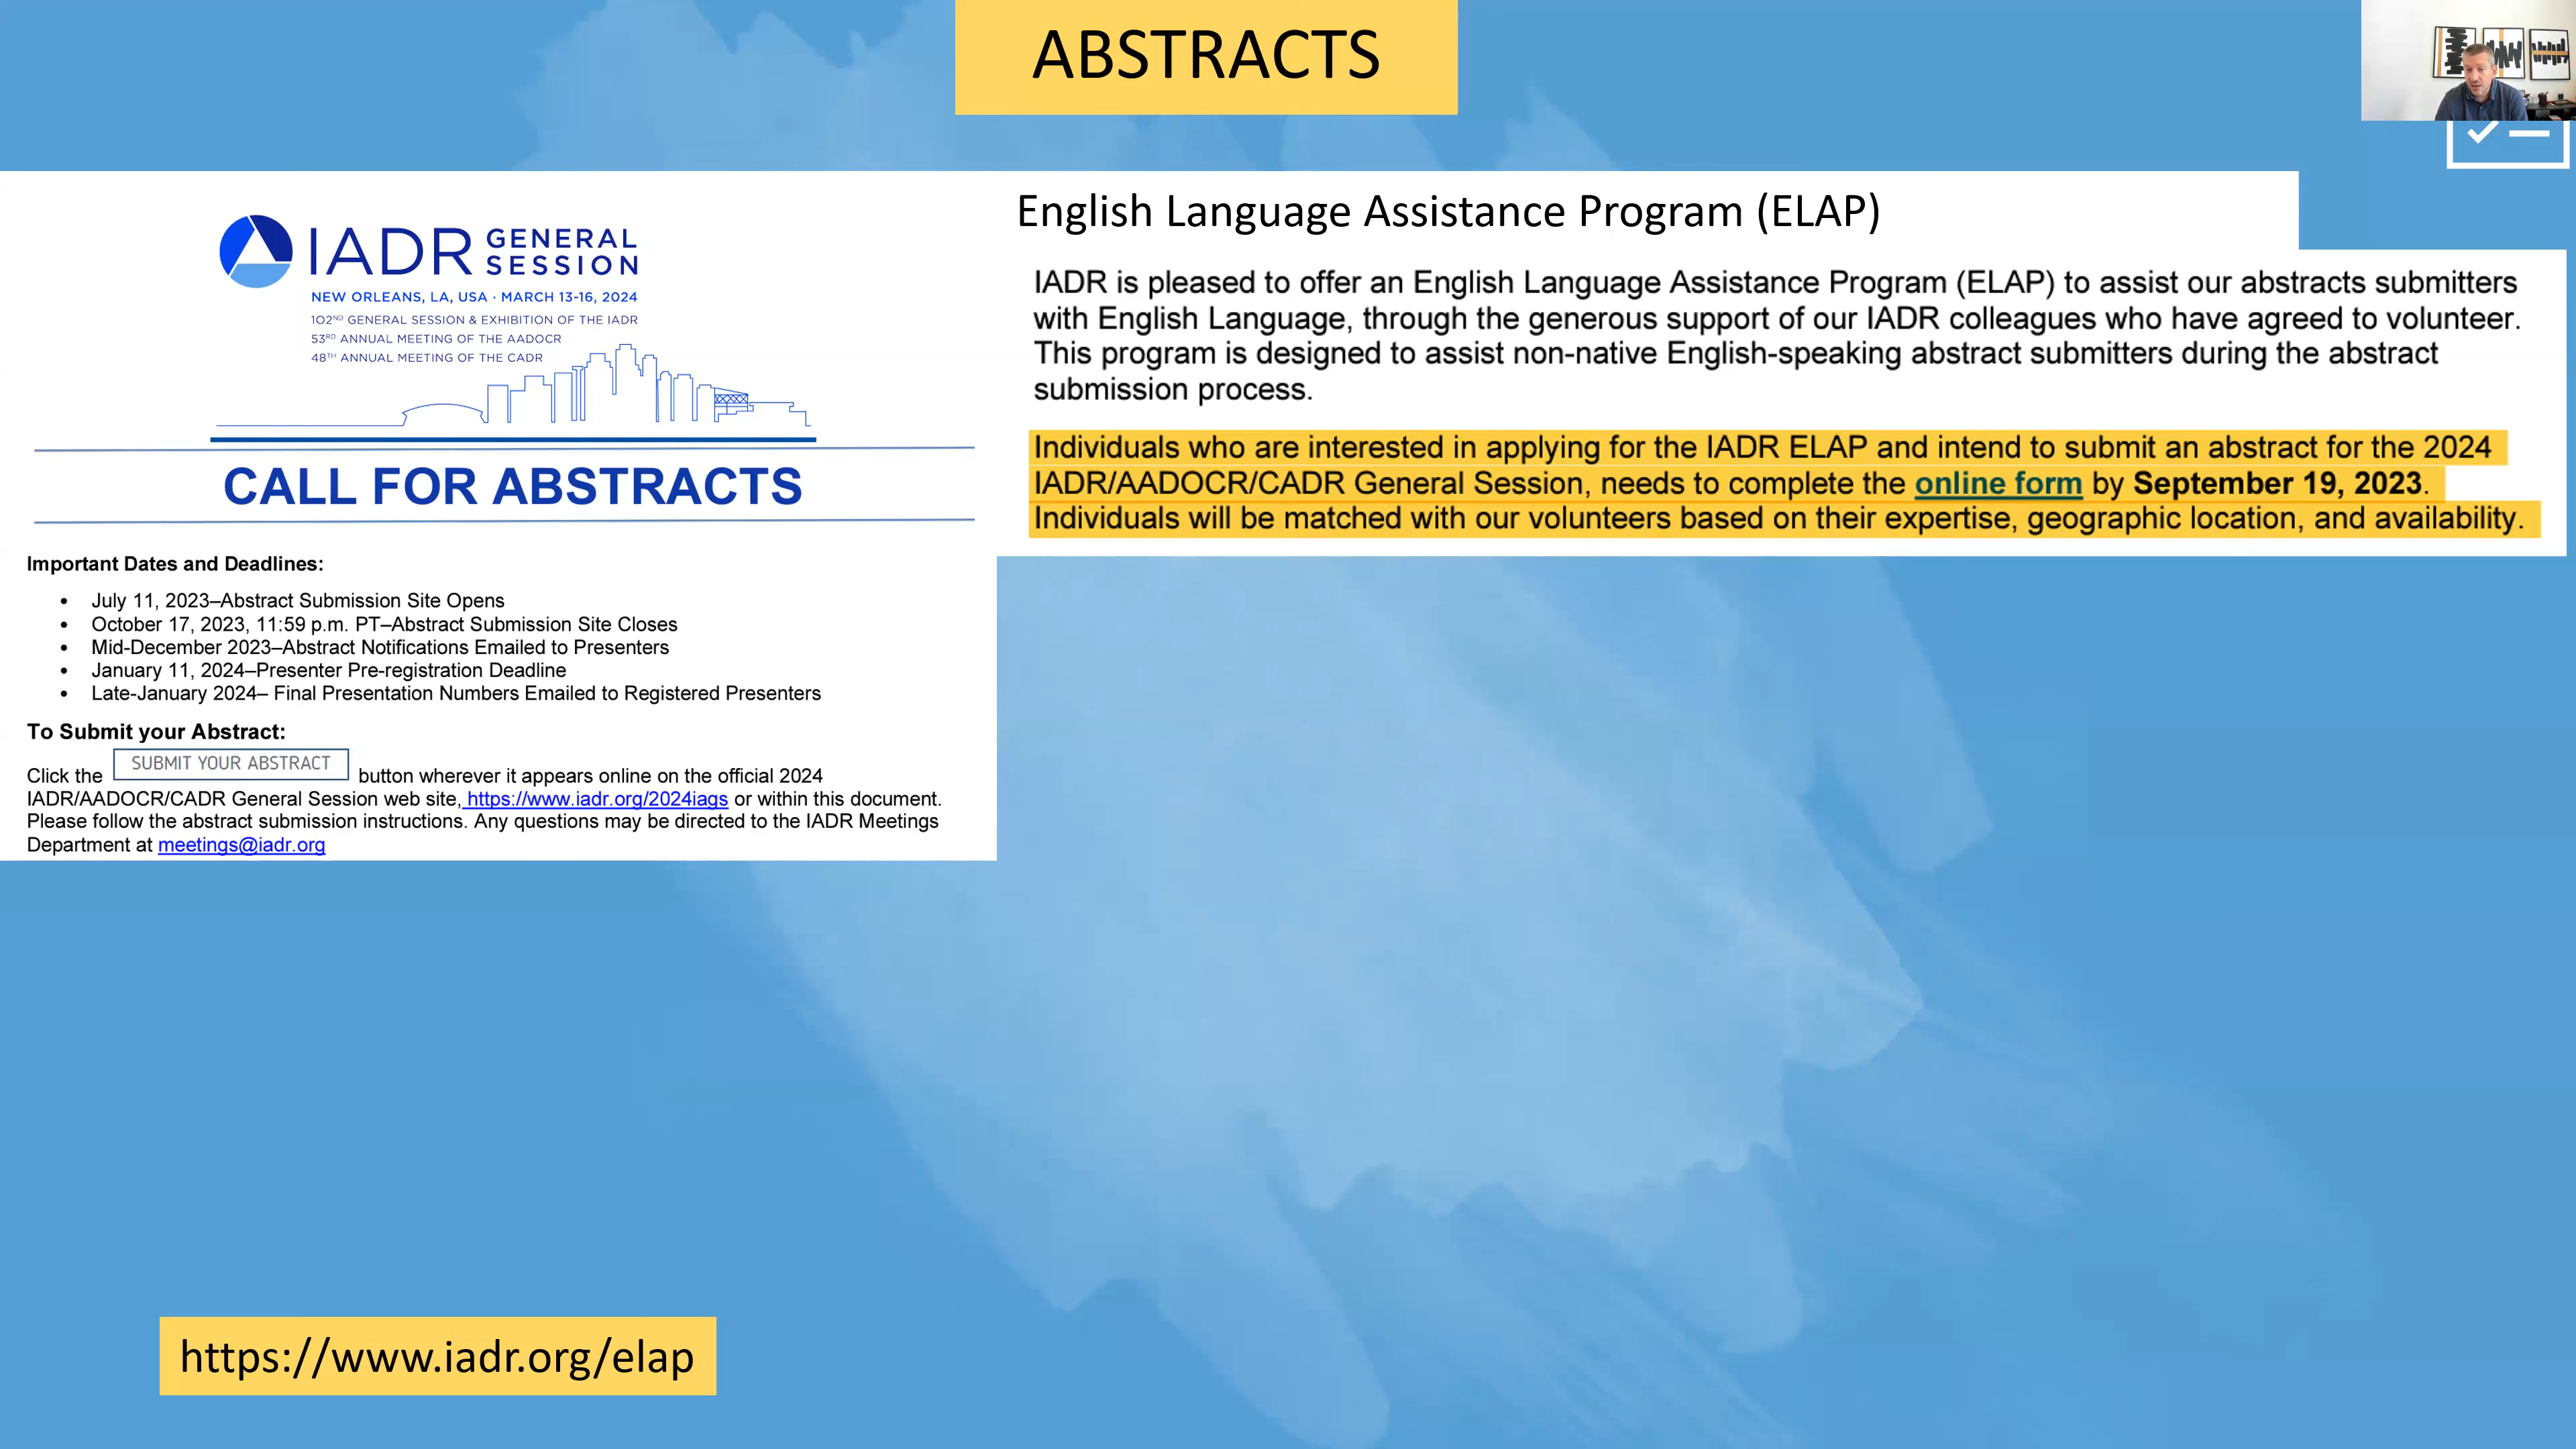 ABSTRACTS
IADR GENERAL SESSION
NEW ORLEANS, LA, USA · MARCH 13-16, 2024
102ND GENERAL SESSION & EXHIBITION OF THE IADR
53RD ANNUAL MEETING OF THE AADOCR
48TH ANNUAL MEETING OF THE CADR
CALL FOR ABSTRACTS
Important Dates and Deadlines:
• July 11, 2023–Abstract Submission Site Opens
• October 17, 2023, 11:59 p.m. PT–Abstract Submission Site Closes
• Mid-December 2023–Abstract Notifications Emailed to Presenters
• January 11, 2024–Presenter Pre-registration Deadline
• Late-January 2024– Final Presentation Numbers Emailed to Registered Presenters
To Submit your Abstract:
Click the SUBMIT YOUR ABSTRACT button wherever it appears online on the official 2024
IADR/AADOCR/CADR General Session web site, https://www.iadr.org/2024iags or within this document.
Please follow the abstract submission instructions. Any questions may be directed to the IADR Meetings
Department at meetings@iadr.org
English Language Assistance Program (ELAP)
IADR is pleased to offer an English Language Assistance Program (ELAP) to assist our abstracts submitters
with English Language, through the generous support of our IADR colleagues who have agreed to volunteer.
This program is designed to assist non-native English-speaking abstract submitters during the abstract
submission process.
Individuals who are interested in applying for the IADR ELAP and intend to submit an abstract for the 2024
IADR/AADOCR/CADR General Session, needs to complete the online form by September 19, 2023.
Individuals will be matched with our volunteers based on their expertise, geographic location, and availability.
https://www.iadr.org/elap